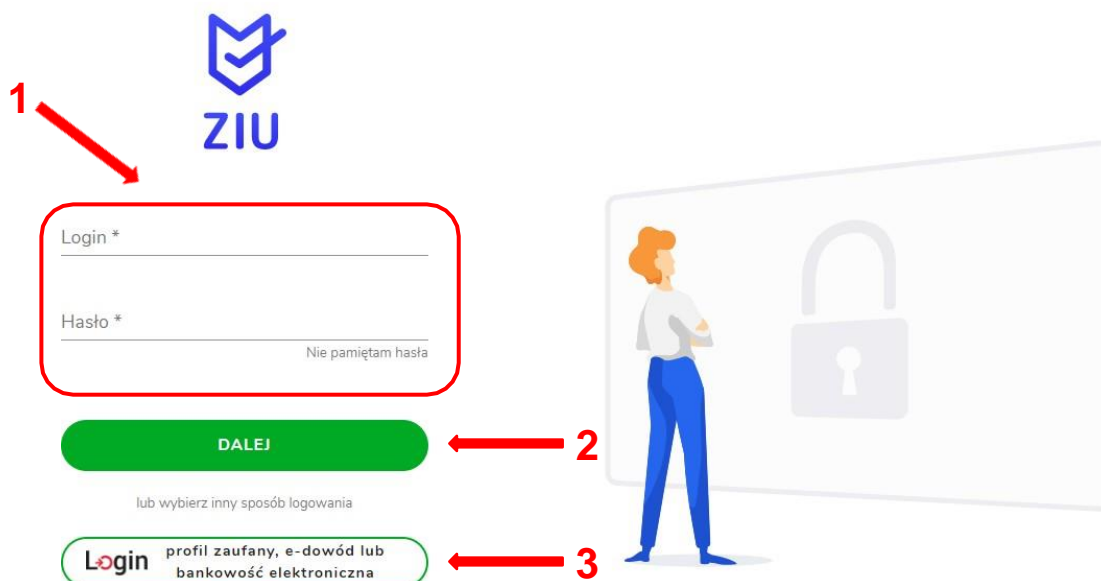 ZIU
1
Login *
Hasło *
Nie pamiętam hasła
DALEJ
2
lub wybierz inny sposób logowania
Login profil zaufany, e-dowód lub
bankowość elektroniczna
3